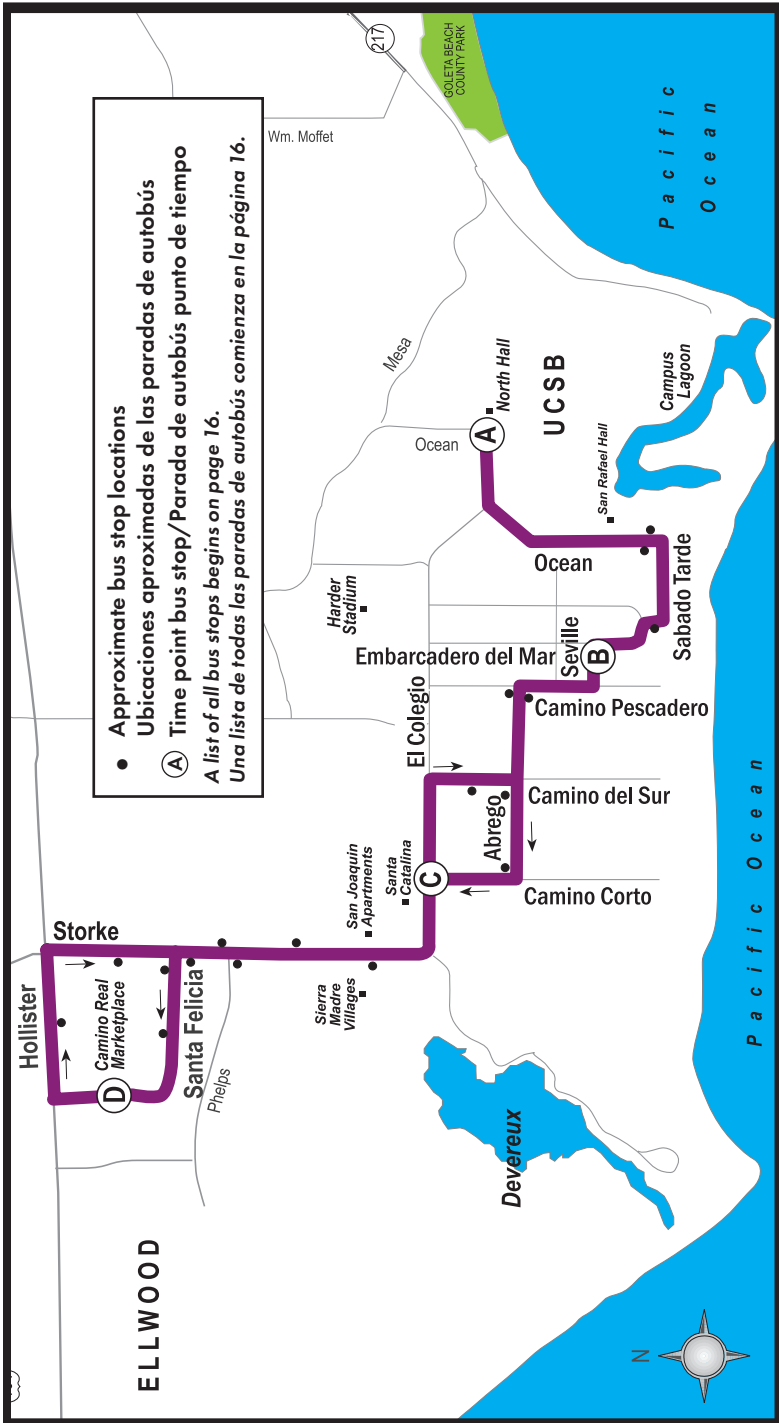 Approximate bus stop locations
Ubicaciones aproximadas de las paradas de autobús
A Time point bus stop/Parada de autobús punto de tiempo
A list of all bus stops begins on page 16.
Una lista de todas las paradas de autobús comienza en la página 16.
217
GOLETA BEACH
COUNTY PARK
Wm. Moffet
Pacific
Ocean
Mesa
Ocean
A
North Hall
UCSB
Campus
Lagoon
San Rafael Hall
Ocean
Sabado Tarde
Harder
Stadium
Embarcadero del Mar
Seville
B
El Colegio
Camino Pescadero
Camino del Sur
Abrego
Camino Corto
C
Santa
Catalina
San Joaquin
Apartments
Sierra
Madre
Villages
Storke
Hollister
Camino Real
Marketplace
D
Santa Felicia
Phelps
Devereux
ELLWOOD
Pacific Ocean
N